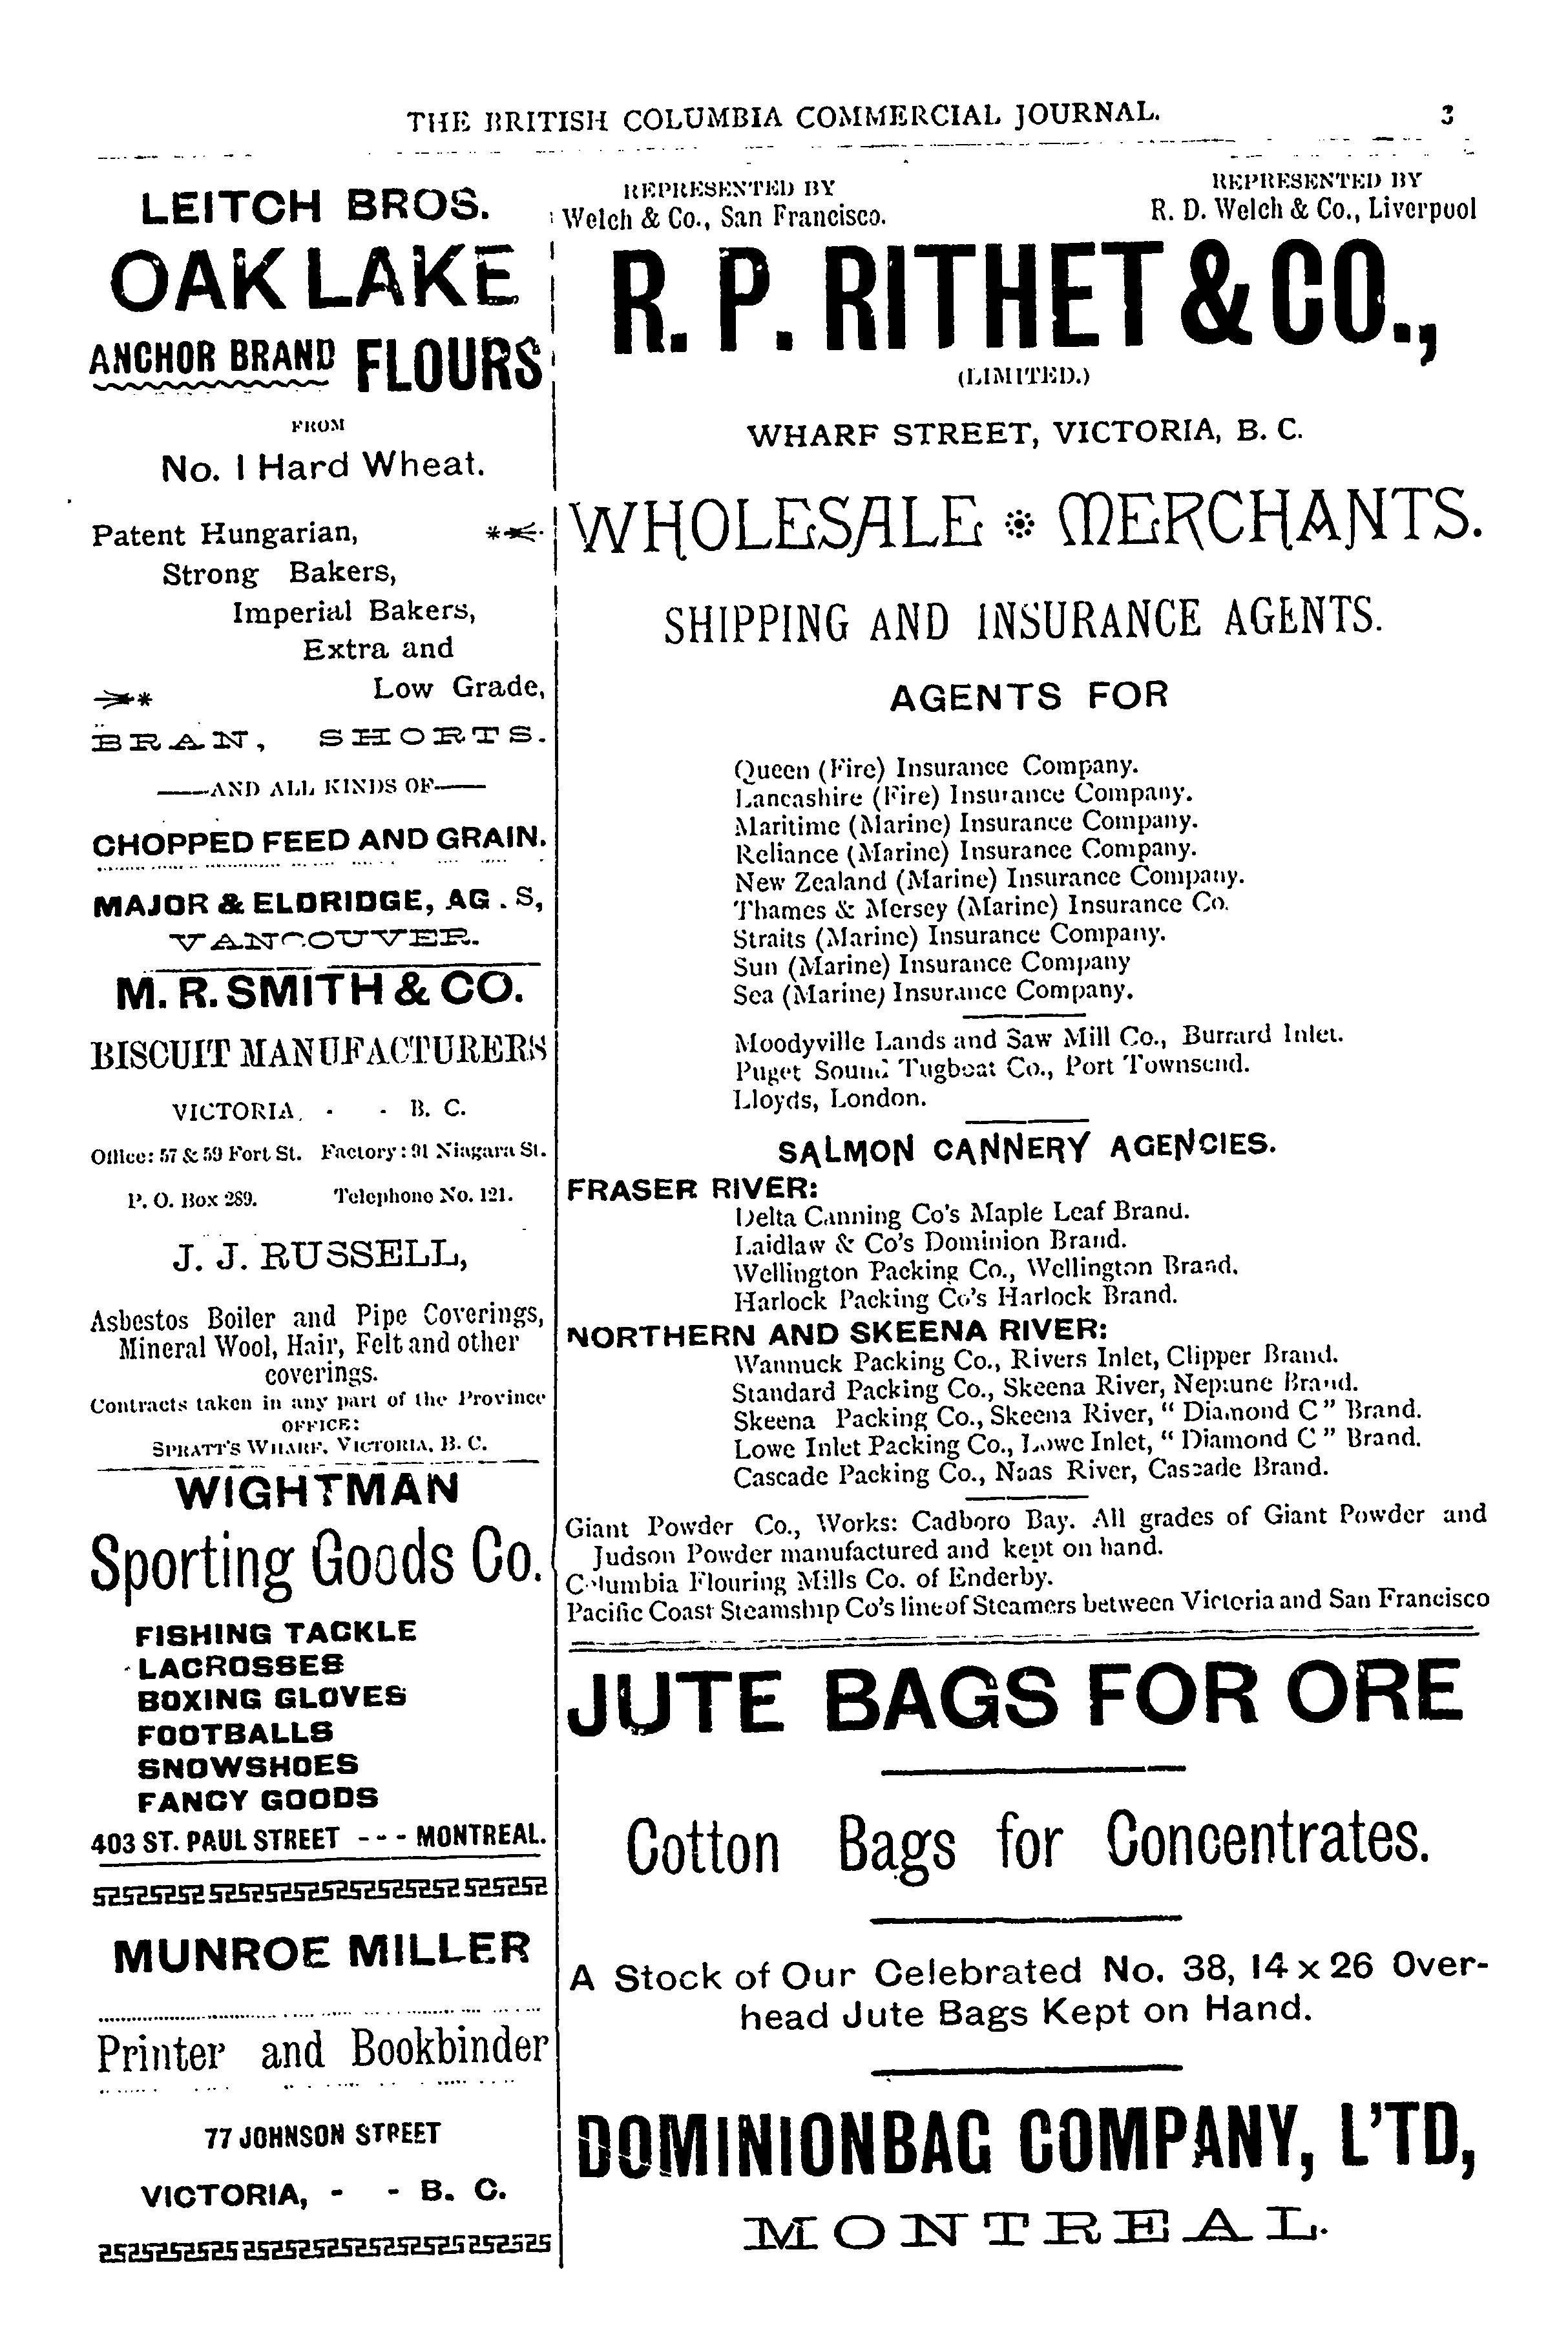 THE BRITISH COLUMBIA COMMERCIAL JOURNAL. 3
LEITCH BROS.
OAK LAKE
ANCHOR BRAND FLOURS
FROM
No. 1 Hard Wheat.
Patent Hungarian,
Strong Bakers,
Imperial Bakers,
Extra and
Low Grade,
BRAN, SHORTS.
AND ALL KINDS OF
CHOPPED FEED AND GRAIN.
MAJOR & ELDRIDGE, AG . S,
VANCOUVER.
M. R. SMITH & CO.
BISCUIT MANUFACTURERS
VICTORIA, - - B. C.
Office: 57 & 59 Fort St. Factory: 91 Niagara St.
P. O. Box 289. Telephone No. 121.
J. J. RUSSELL,
Asbestos Boiler and Pipe Coverings,
Mineral Wool, Hair, Felt and other
coverings.
Contracts taken in any part of the Province
OFFICE:
SPRATT'S WHARF, VICTORIA, B. C.
WIGHTMAN
Sporting Goods Co.
FISHING TACKLE
LACROSSES
BOXING GLOVES
FOOTBALLS
SNOWSHOES
FANCY GOODS
403 ST. PAUL STREET - - - MONTREAL.
MUNROE MILLER
Printer and Bookbinder
77 JOHNSON STREET
VICTORIA, - - B. C.
REPRESENTED BY
Welch & Co., San Francisco.
REPRESENTED BY
R. D. Welch & Co., Liverpool
R. P. RITHET & CO.,
(LIMITED.)
WHARF STREET, VICTORIA, B. C.
WHOLESALE MERCHANTS.
SHIPPING AND INSURANCE AGENTS.
AGENTS FOR
Queen (Fire) Insurance Company.
Lancashire (Fire) Insurance Company.
Maritime (Marine) Insurance Company.
Reliance (Marine) Insurance Company.
New Zealand (Marine) Insurance Company.
Thames & Mersey (Marine) Insurance Co.
Straits (Marine) Insurance Company.
Sun (Marine) Insurance Company
Sea (Marine) Insurance Company.
Moodyville Lands and Saw Mill Co., Burrard Inlet.
Puget Sound Tugboat Co., Port Townsend.
Lloyds, London.
SALMON CANNERY AGENCIES.
FRASER RIVER:
Delta Canning Co's Maple Leaf Brand.
Laidlaw & Co's Dominion Brand.
Wellington Packing Co., Wellington Brand.
Harlock Packing Co's Harlock Brand.
NORTHERN AND SKEENA RIVER:
Wannuck Packing Co., Rivers Inlet, Clipper Brand.
Standard Packing Co., Skeena River, Neptune Brand.
Skeena Packing Co., Skeena River, "Diamond C" Brand.
Lowe Inlet Packing Co., Lowe Inlet, "Diamond C" Brand.
Cascade Packing Co., Naas River, Cascade Brand.
Giant Powder Co., Works: Cadboro Bay. All grades of Giant Powder and
Judson Powder manufactured and kept on hand.
Columbia Flouring Mills Co. of Enderby.
Pacific Coast Steamship Co's line of Steamers between Victoria and San Francisco
JUTE BAGS FOR ORE
Cotton Bags for Concentrates.
A Stock of Our Celebrated No. 38, 14 x 26 Over-
head Jute Bags Kept on Hand.
DOMINION BAG COMPANY, L'TD,
MONTREAL.